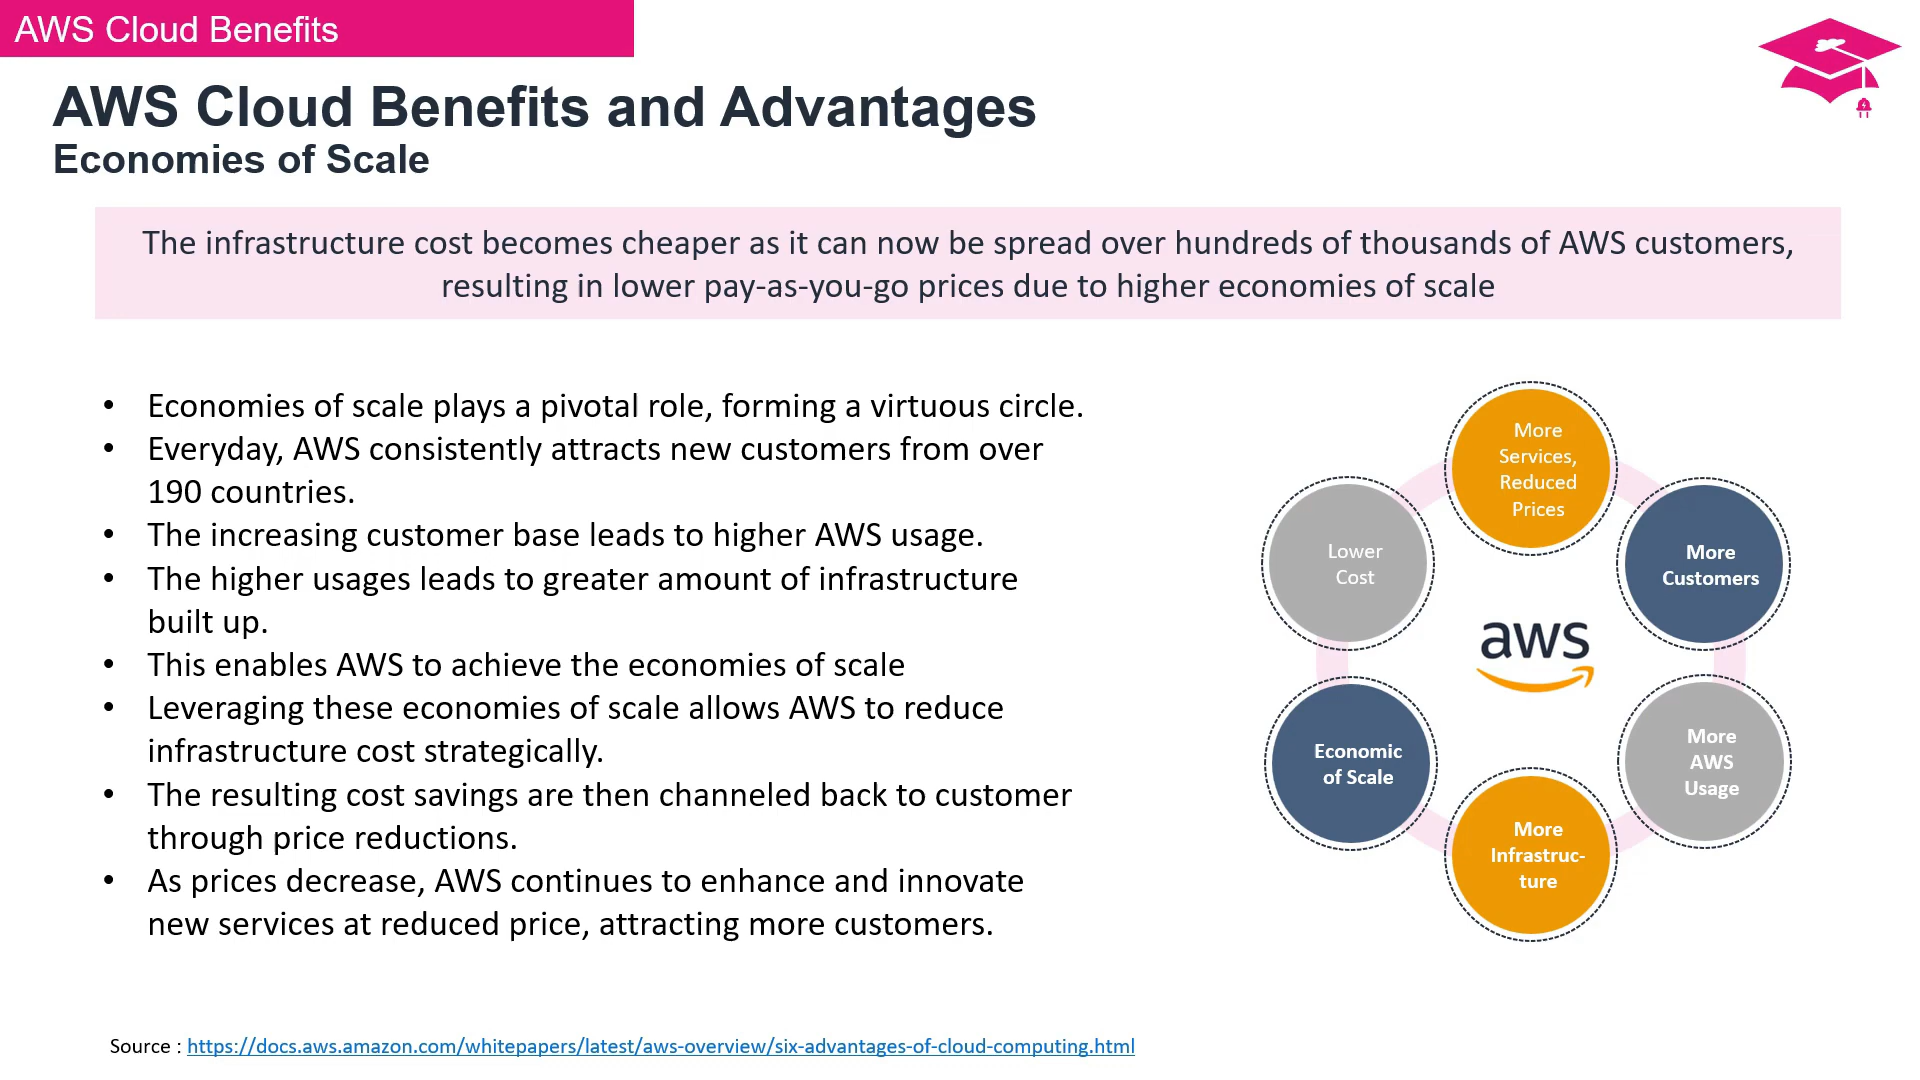 AWS Cloud Benefits
AWS Cloud Benefits and Advantages
Economies of Scale
The infrastructure cost becomes cheaper as it can now be spread over hundreds of thousands of AWS customers,
resulting in lower pay-as-you-go prices due to higher economies of scale
• Economies of scale plays a pivotal role, forming a virtuous circle.
• Everyday, AWS consistently attracts new customers from over
190 countries.
• The increasing customer base leads to higher AWS usage.
• The higher usages leads to greater amount of infrastructure
built up.
• This enables AWS to achieve the economies of scale
• Leveraging these economies of scale allows AWS to reduce
infrastructure cost strategically.
• The resulting cost savings are then channeled back to customer
through price reductions.
• As prices decrease, AWS continues to enhance and innovate
new services at reduced price, attracting more customers.
More
Services,
Reduced
Prices
More
Customers
More
AWS
Usage
More
Infrastruc-
ture
Economic
of Scale
Lower
Cost
aws
Source : https://docs.aws.amazon.com/whitepapers/latest/aws-overview/six-advantages-of-cloud-computing.html